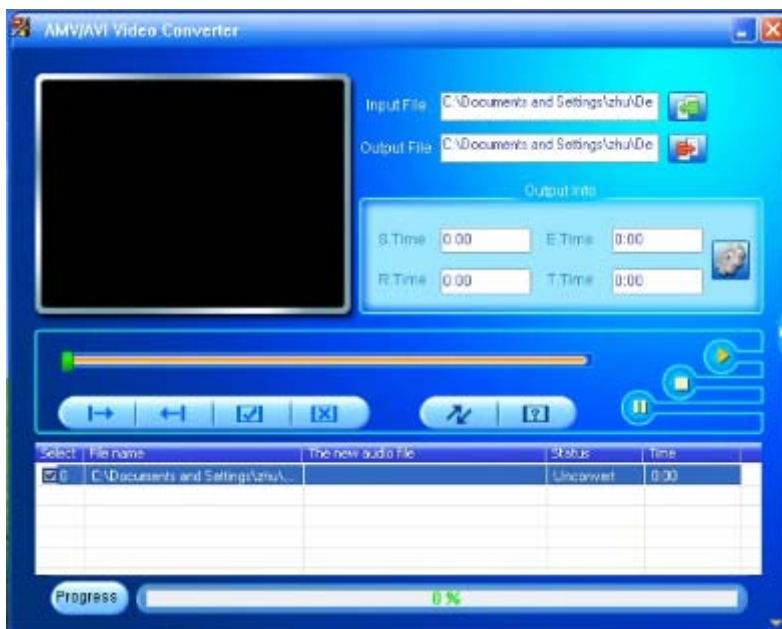 AMV/AVI Video Converter
Input File C:\Documents and Settings\zhu\De
Output File C:\Documents and Settings\zhu\De
Output Info
S.Time 0:00 E.Time 0:00
R.Time 0:00 T.Time 0:00
Select File name The new audio file Status Time
0 C:\Documents and Settings\zhu\... Unconvert 0:00
Progress 0 %